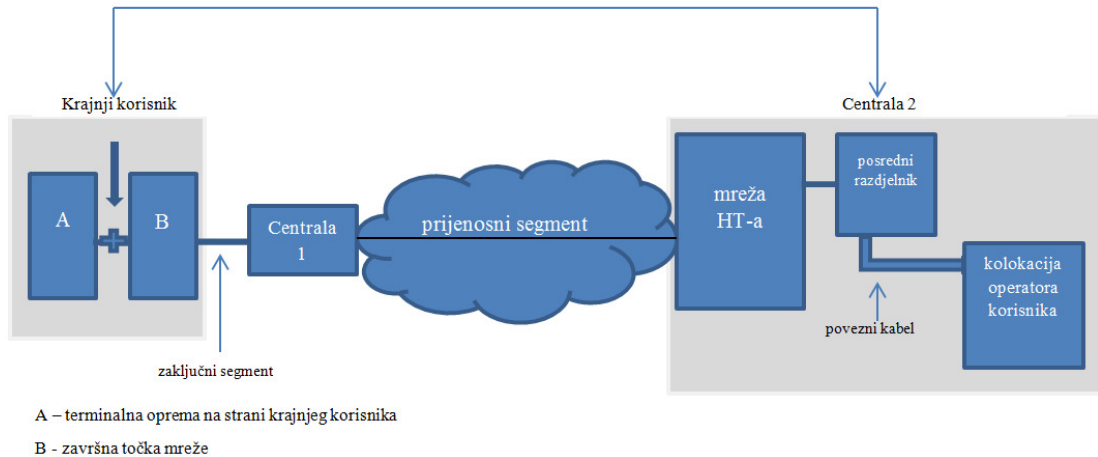 Krajnji korisnik
Centrala 2
A
B
Centrala
1
prijenosni segment
mreža
HT-a
posredni
razdjelnik
kolokacija
operatora
korisnika
povezni kabel
zaključni segment
A – terminalna oprema na strani krajnjeg korisnika
B - završna točka mreže